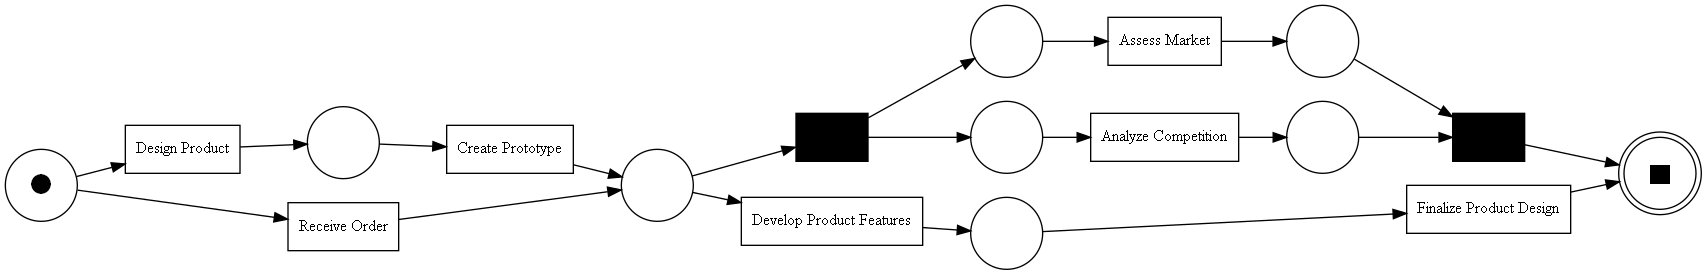 Design Product
Create Prototype
Receive Order
Assess Market
Analyze Competition
Develop Product Features
Finalize Product Design